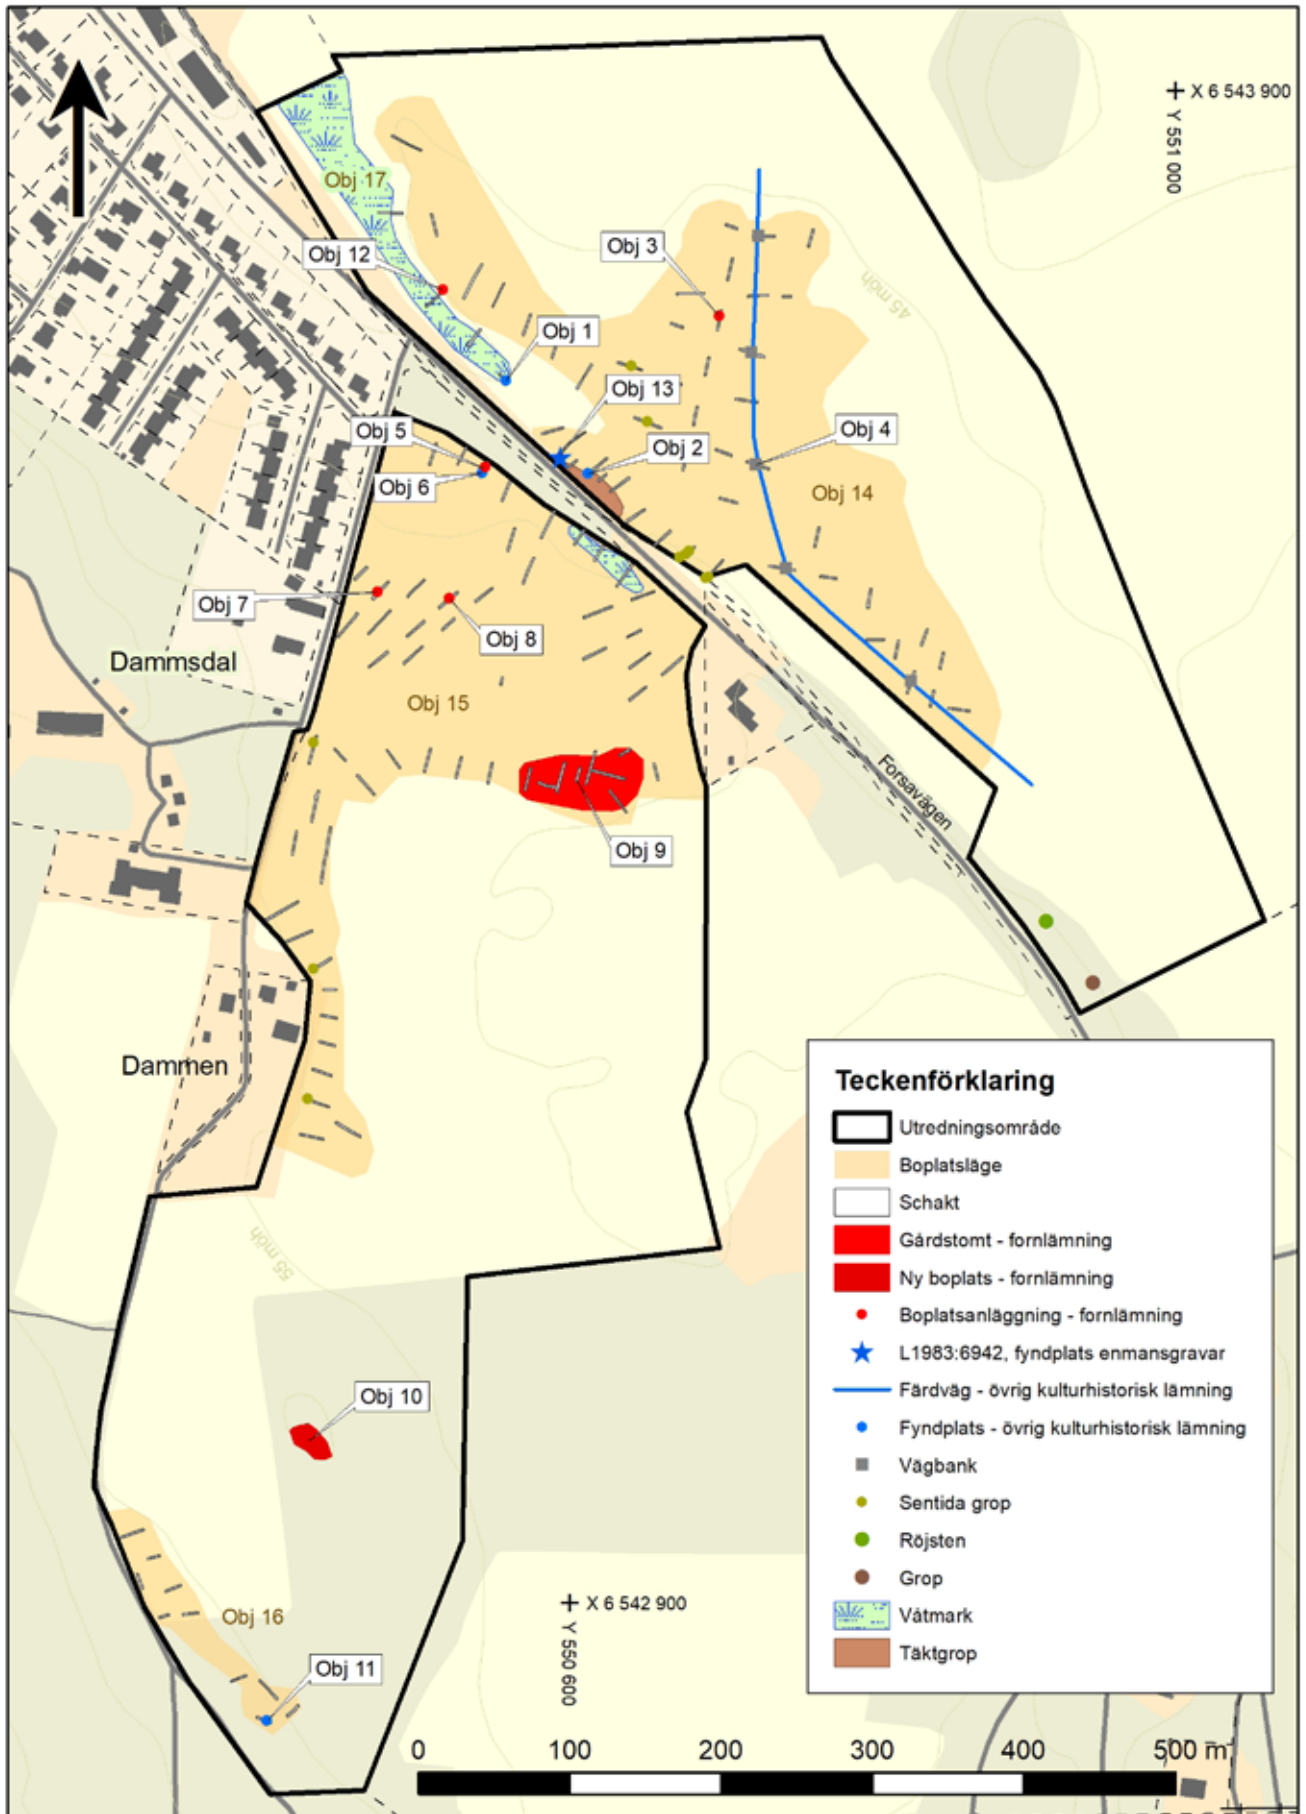 X 6 543 900
Y 551 000
Obj 17
Obj 12
Obj 3
45 möh
Obj 1
Obj 13
Obj 5
Obj 2
Obj 4
Obj 6
Obj 14
Obj 7
Obj 8
Dammsdal
Obj 15
Forsavägen
Obj 9
Dammen
55 möh
Obj 10
Obj 16
Obj 11
X 6 542 900
Y 550 600
Teckenförklaring
Utredningsområde
Boplatsläge
Schakt
Gårdstomt - fornlämning
Ny boplats - fornlämning
Boplatsanläggning - fornlämning
L1983:6942, fyndplats enmansgravar
Färdväg - övrig kulturhistorisk lämning
Fyndplats - övrig kulturhistorisk lämning
Vägbank
Sentida grop
Röjsten
Grop
Våtmark
Täktgrop
0 100 200 300 400 500 m